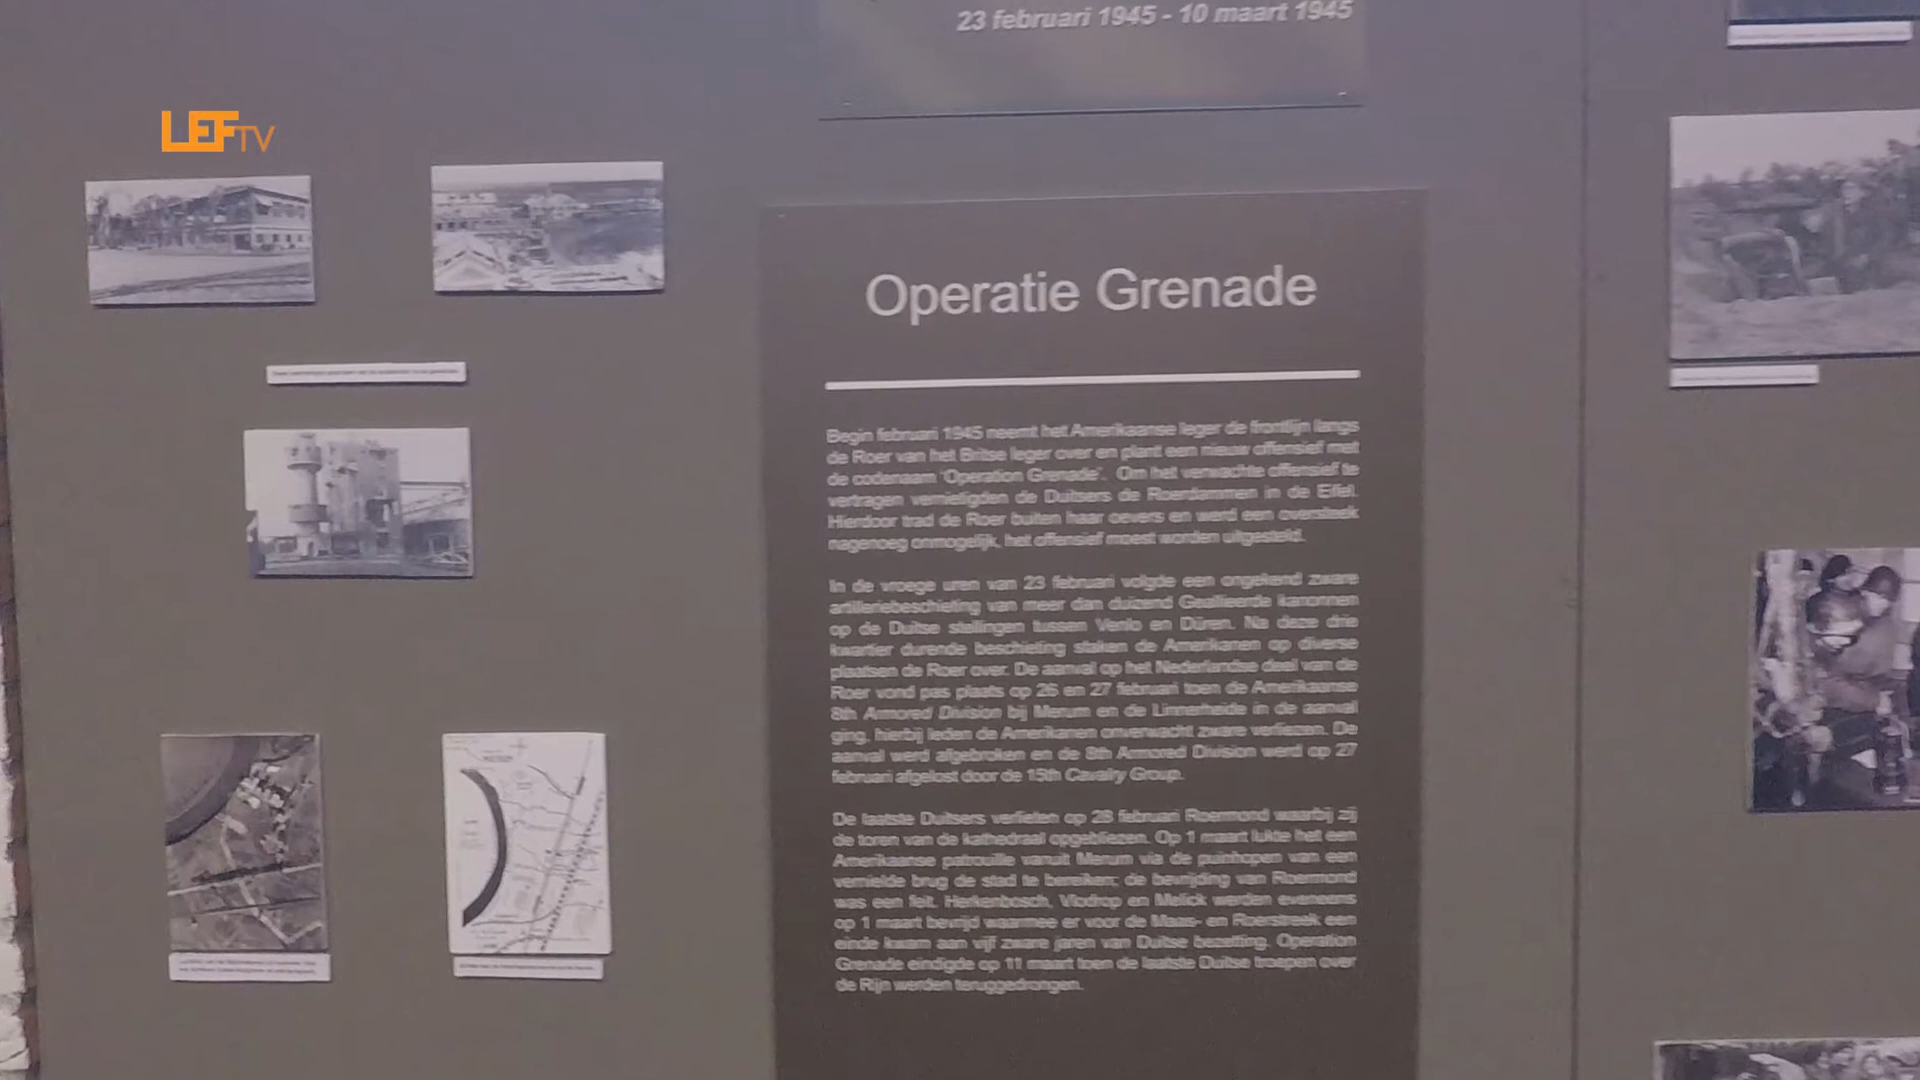 23 februari 1945 - 10 maart 1945
LEFTV
Operatie Grenade
Begin februari 1945 neemt het Amerikaanse leger de frontlijn langs
de Roer van het Britse leger over en plant een nieuw offensief met
de codenaam 'Operation Grenade'. Om het verwachte offensief te
vertragen vernietigden de Duitsers de Roerdammen in de Eifel.
Hierdoor trad de Roer buiten haar oevers en werd een oversteek
nagenoeg onmogelijk, het offensief moest worden uitgesteld.
In de vroege uren van 23 februari volgde een ongekend zware
artilleriebeschieting van meer dan duizend Geallieerde kanonnen
op de Duitse stellingen tussen Venlo en Düren. Na deze drie
kwartier durende beschieting staken de Amerikanen op diverse
plaatsen de Roer over. De aanval op het Nederlandse deel van de
Roer vond pas plaats op 26 en 27 februari toen de Amerikaanse
8th Armored Division bij Merum en de Linnerheide in de aanval
ging, hierbij leden de Amerikanen onverwacht zware verliezen. De
aanval werd afgebroken en de 8th Armored Division werd op 27
februari afgelost door de 15th Cavalry Group.
De laatste Duitsers verlieten op 28 februari Roermond waarbij zij
de toren van de kathedraal opgebliezen. Op 1 maart lukte het een
Amerikaanse patrouille vanuit Merum via de puinhopen van een
vernielde brug de stad te bereiken: de bevrijding van Roermond
was een feit. Herkenbosch, Vlodrop en Melick werden eveneens
op 1 maart bevrijd waarmee er voor de Maas- en Roerstreek een
einde kwam aan vijf zware jaren van Duitse bezetting. Operation
Grenade eindigde op 11 maart toen de laatste Duitse troepen over
de Rijn werden teruggedrongen.